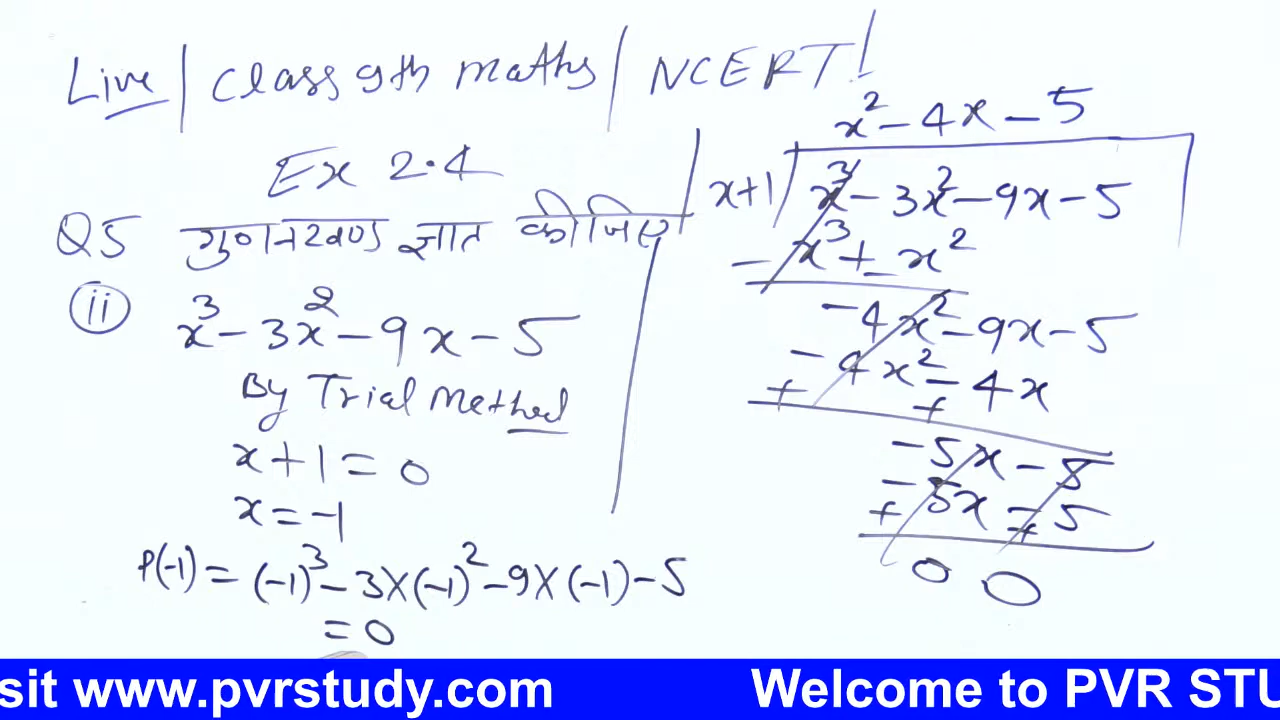 Live | Class 9th maths | NCERT!
Ex 2.4
Q5 गुणनखण्ड ज्ञात कीजिए
(ii) x³ - 3x² - 9x - 5
By Trial Method
x + 1 = 0
x = -1
P(-1) = (-1)³ - 3×(-1)² - 9×(-1) - 5
= 0
x² - 4x - 5
x+1 ) x³ - 3x² - 9x - 5
- x³ + - x²
- 4x² - 9x - 5
- 4x² - 4x
+ +
- 5x - 5
- 5x - 5
+ +
0 0
sit www.pvrstudy.com Welcome to PVR STU